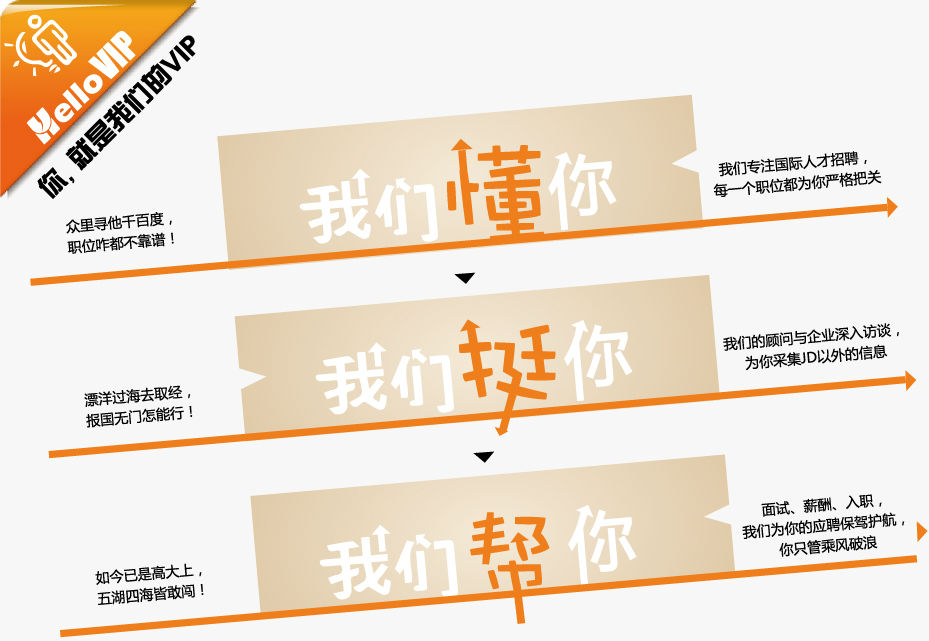 Hello VIP
你，就是我们的VIP
众里寻他千百度，
职位咋都不靠谱！
我们懂你
我们专注国际人才招聘，
每一个职位都为你严格把关
漂洋过海去取经，
报国无门怎能行！
我们挺你
我们的顾问与企业深入访谈，
为你采集JD以外的信息
如今已是高大上，
五湖四海皆敢闯！
我们帮你
面试、薪酬、入职，
我们为你的应聘保驾护航，
你只管乘风破浪